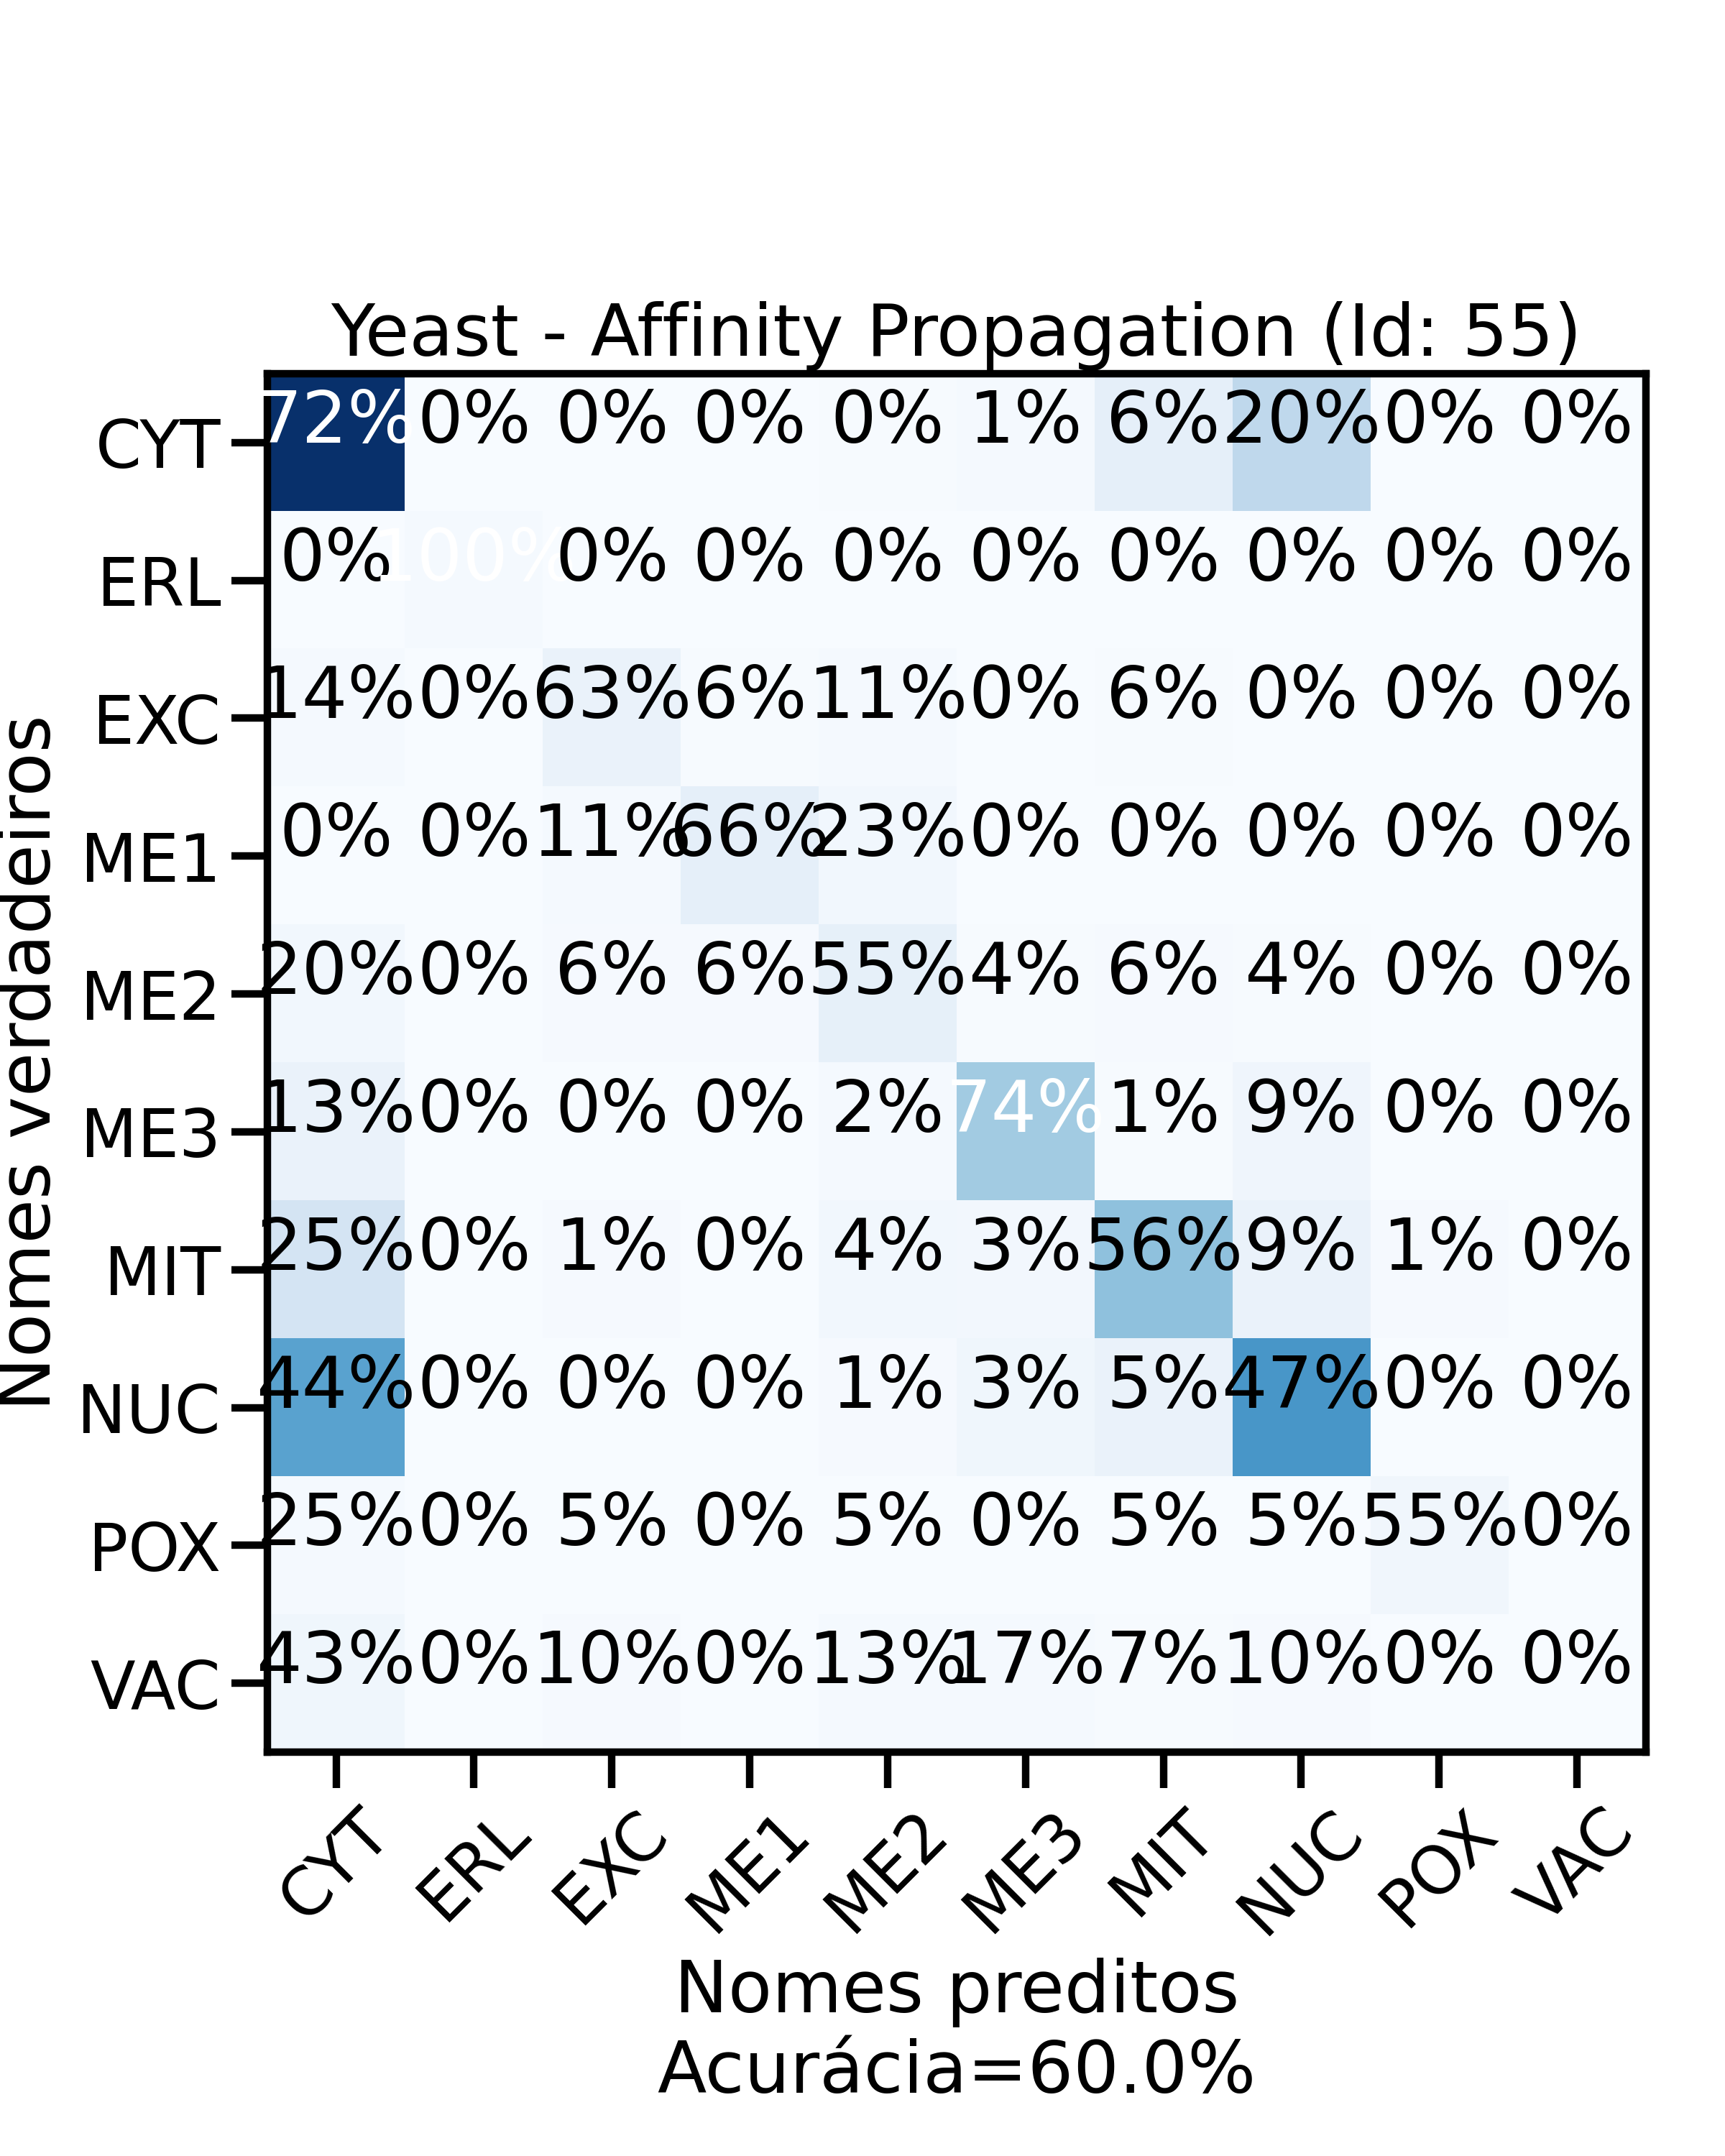 Yeast - Affinity Propagation (Id: 55)
Nomes verdadeiros
CYT 72% 0% 0% 0% 0% 1% 6% 20% 0% 0%
ERL 0% 100% 0% 0% 0% 0% 0% 0% 0% 0%
EXC 14% 0% 63% 6% 11% 0% 6% 0% 0% 0%
ME1 0% 0% 11% 66% 23% 0% 0% 0% 0% 0%
ME2 20% 0% 6% 6% 55% 4% 6% 4% 0% 0%
ME3 13% 0% 0% 0% 2% 74% 1% 9% 0% 0%
MIT 25% 0% 1% 0% 4% 3% 56% 9% 1% 0%
NUC 44% 0% 0% 0% 1% 3% 5% 47% 0% 0%
POX 25% 0% 5% 0% 5% 0% 5% 5% 55% 0%
VAC 43% 0% 10% 0% 13% 17% 7% 10% 0% 0%
CYT ERL EXC ME1 ME2 ME3 MIT NUC POX VAC
Nomes preditos
Acurácia=60.0%